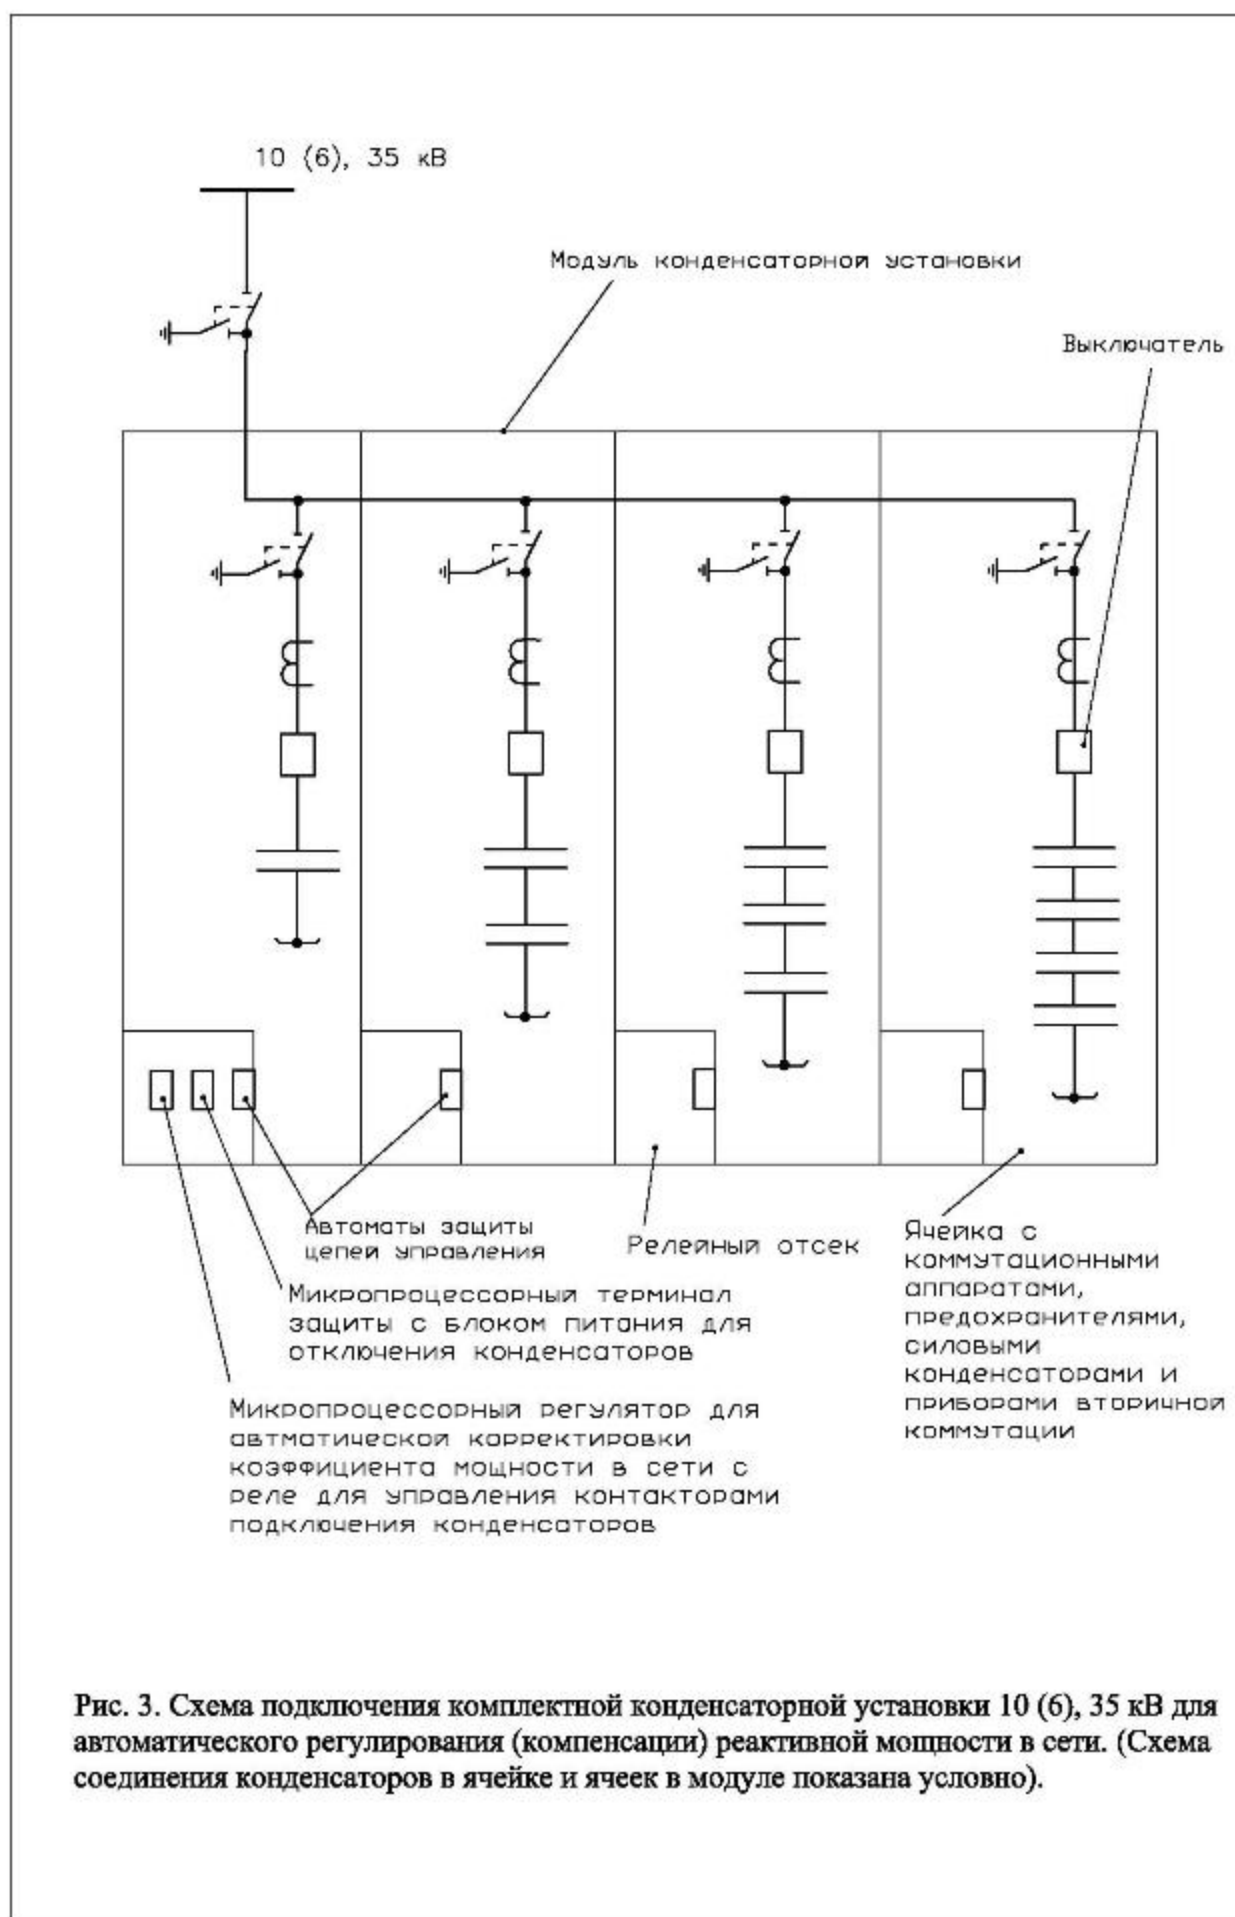 10 (6), 35 кВ
Модуль конденсаторной установки
Выключатель
Автоматы защиты
цепей управления
Релейный отсек
Ячейка с
коммутационными
аппаратами,
предохранителями,
силовыми
конденсаторами и
приборами вторичной
коммутации
Микропроцессорный терминал
защиты с блоком питания для
отключения конденсаторов
Микропроцессорный регулятор для
автматической корректировки
коэффициента мощности в сети с
реле для управления контакторами
подключения конденсаторов
Рис. 3. Схема подключения комплектной конденсаторной установки 10 (6), 35 кВ для
автоматического регулирования (компенсации) реактивной мощности в сети. (Схема
соединения конденсаторов в ячейке и ячеек в модуле показана условно).